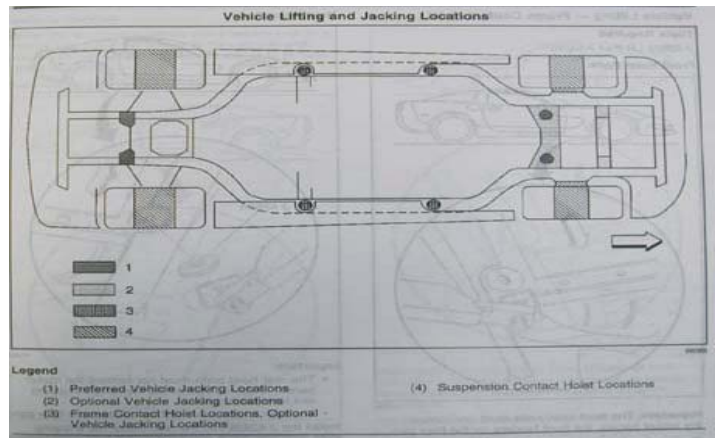 Vehicle Lifting and Jacking Locations
1
2
3
4
Legend
(1) Preferred Vehicle Jacking Locations
(2) Optional Vehicle Jacking Locations
(3) Frame Contact Hoist Locations, Optional -
Vehicle Jacking Locations
(4) Suspension Contact Hoist Locations